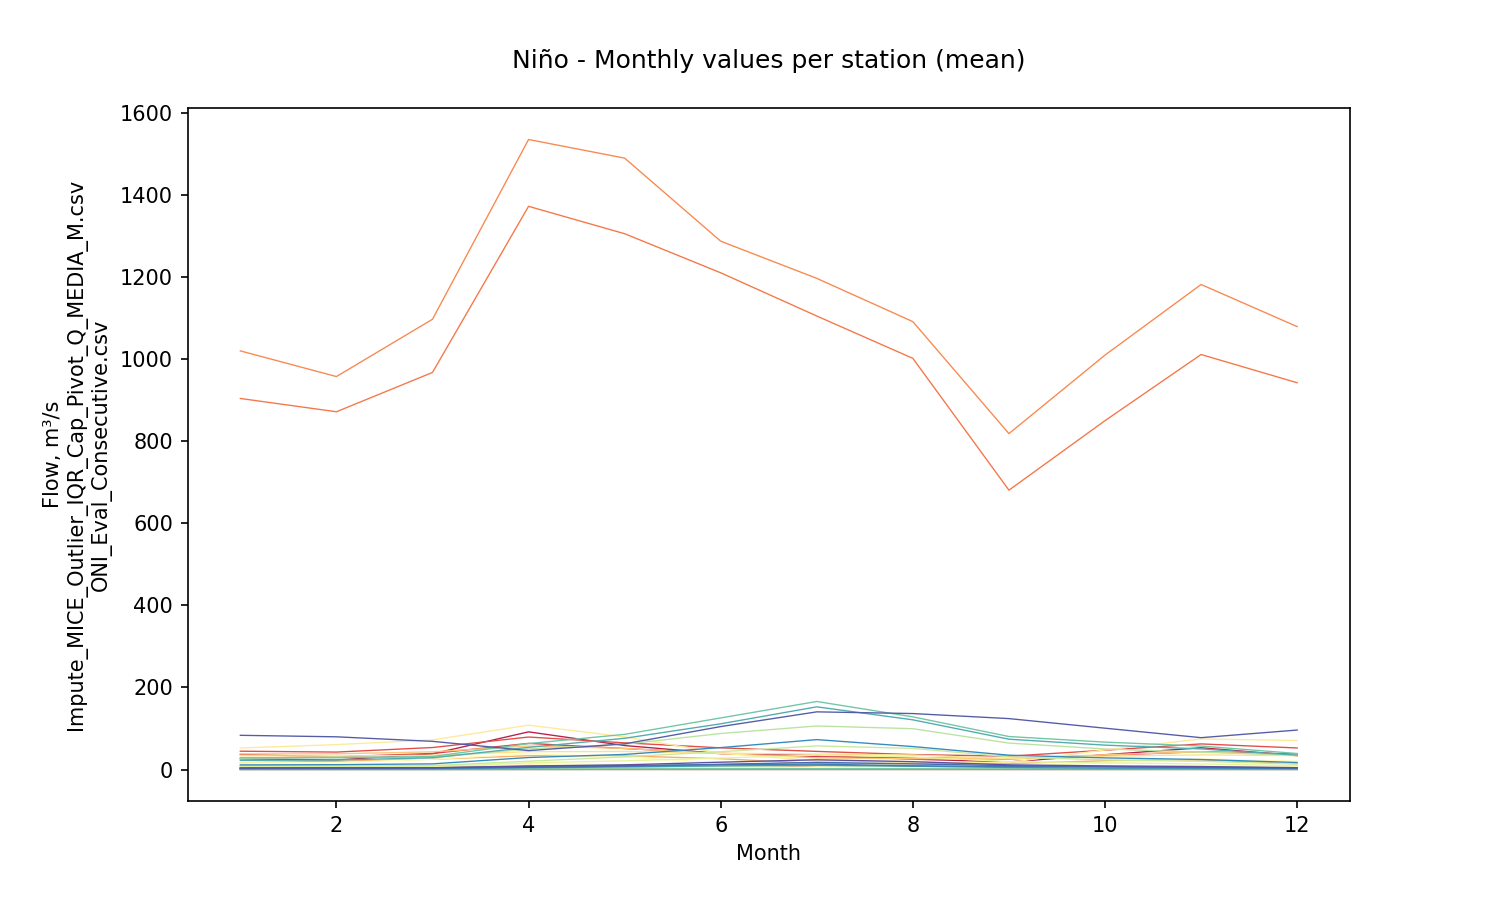 Niño - Monthly values per station (mean)
1600
1400
1200
1000
800
600
400
200
0
Flow, m³/s
Impute_MICE_Outlier_IQR_Cap_Pivot_Q_MEDIA_M.csv
ONI_Eval_Consecutive.csv
2 4 6 8 10 12
Month